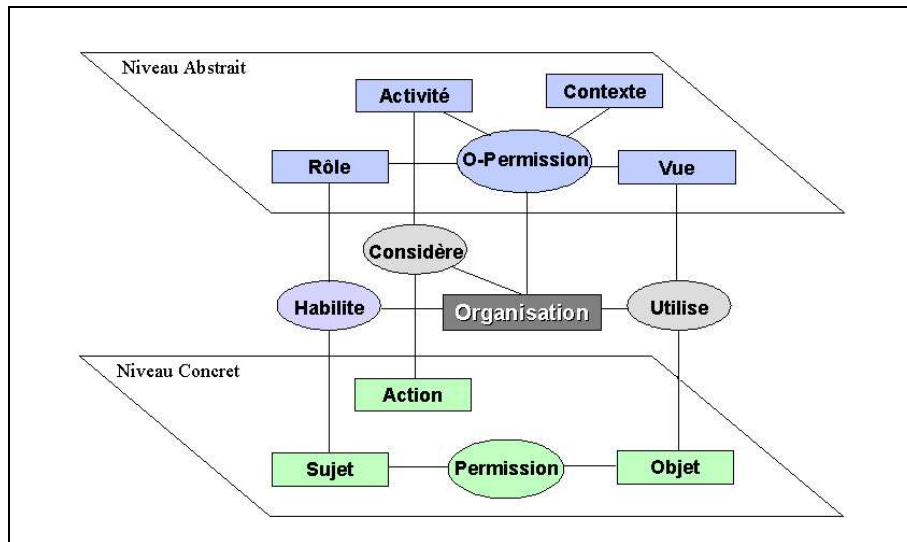 Niveau Abstrait
Activité
Contexte
O-Permission
Rôle
Vue
Considère
Habilite
Organisation
Utilise
Niveau Concret
Action
Sujet
Permission
Objet